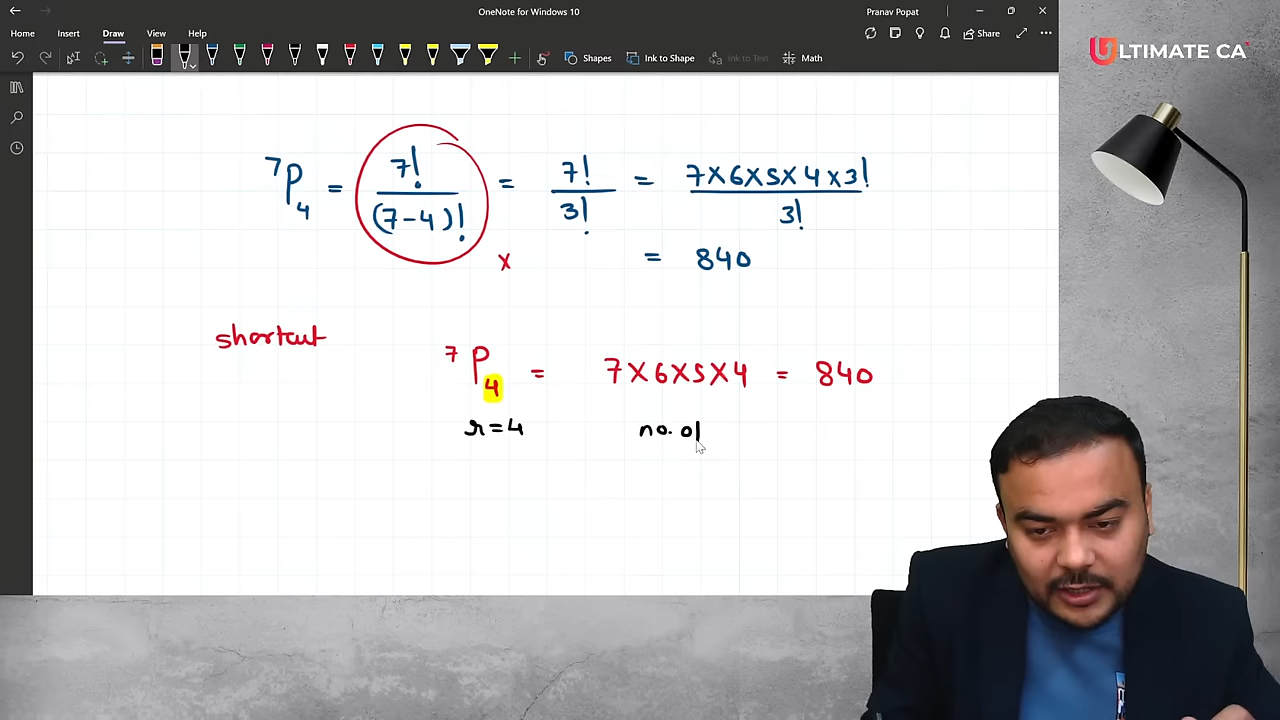 OneNote for Windows 10
Pranav Popat
Home Insert Draw View Help
Share
Shapes Ink to Shape Ink to Text Math
ULTIMATE CA
⁷P₄ = 7!/(7-4)! = 7!/3! = 7×6×5×4×3!/3!
×
= 840
shortcut
⁷P₄ = 7×6×5×4 = 840
r=4 no. of